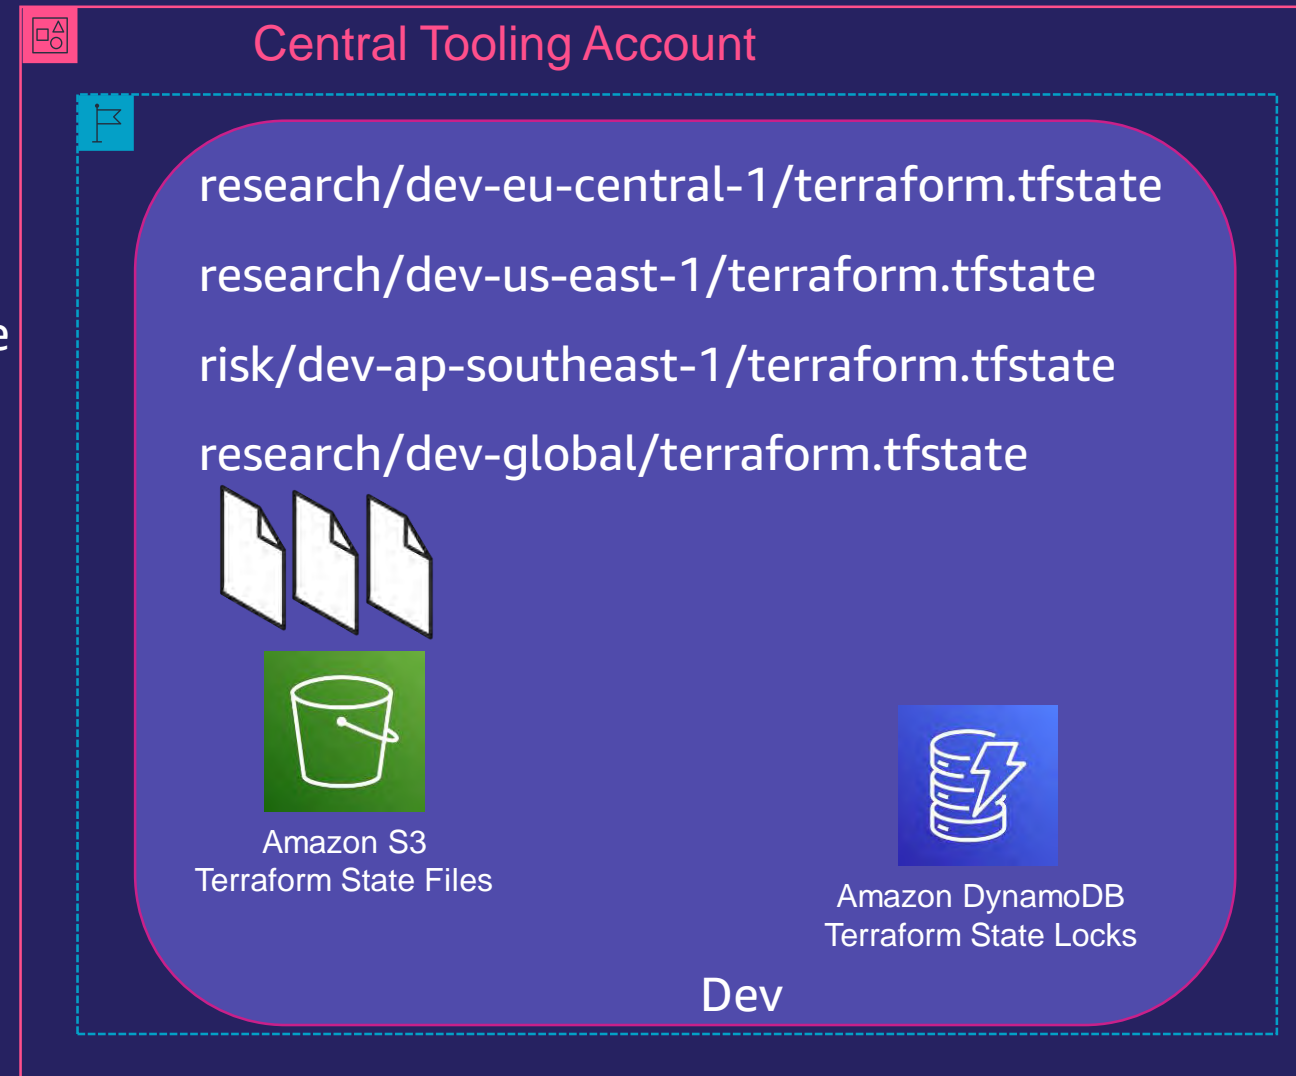 Central Tooling Account
research/dev-eu-central-1/terraform.tfstate
research/dev-us-east-1/terraform.tfstate
e
risk/dev-ap-southeast-1/terraform.tfstate
research/dev-global/terraform.tfstate
Amazon S3
Terraform State Files
Amazon DynamoDB
Terraform State Locks
Dev